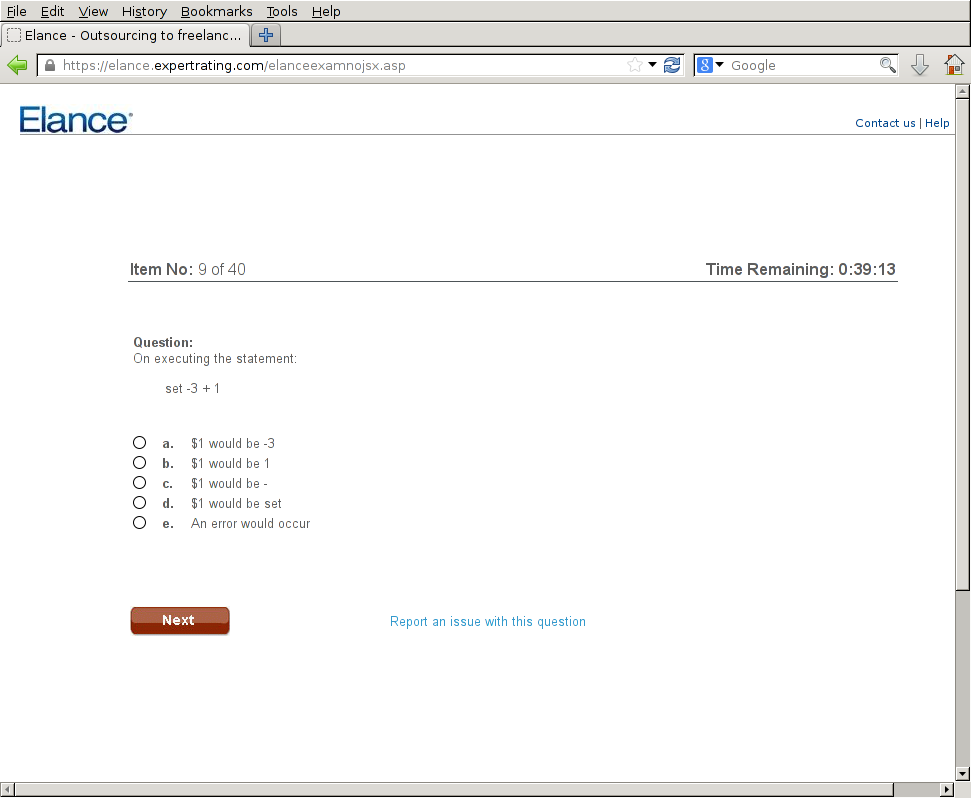 File Edit View History Bookmarks Tools Help
Elance - Outsourcing to freelanc...
https://elance.expertrating.com/elanceexamnojsx.asp
8 Google
Elance
Contact us | Help
Item No: 9 of 40 Time Remaining: 0:39:13
Question:
On executing the statement:
set -3 + 1
a. $1 would be -3
b. $1 would be 1
c. $1 would be -
d. $1 would be set
e. An error would occur
Next Report an issue with this question